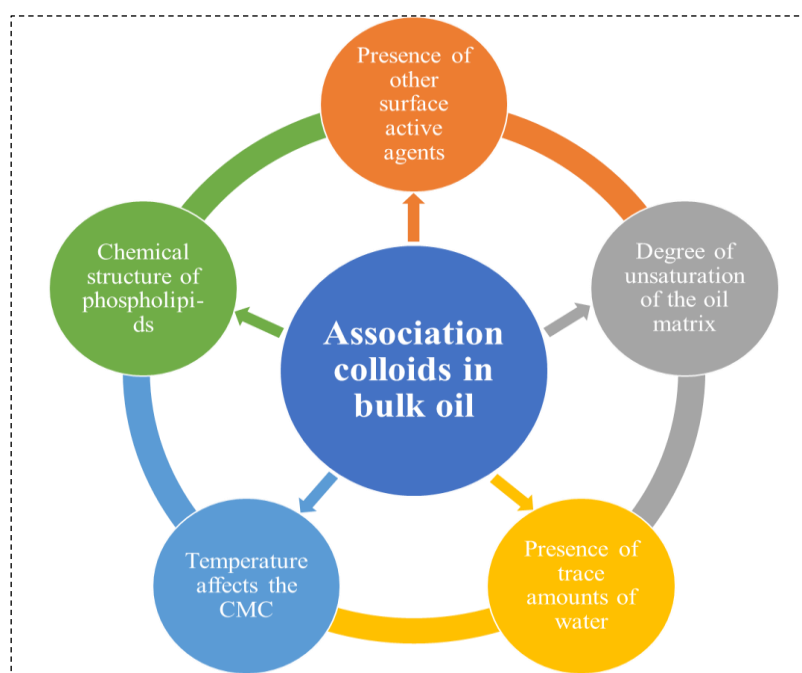 Presence of
other
surface
active
agents
Chemical
structure of
phospholipi-
ds
Degree of
unsaturation
of the oil
matrix
Association
colloids in
bulk oil
Temperature
affects the
CMC
Presence of
trace
amounts of
water